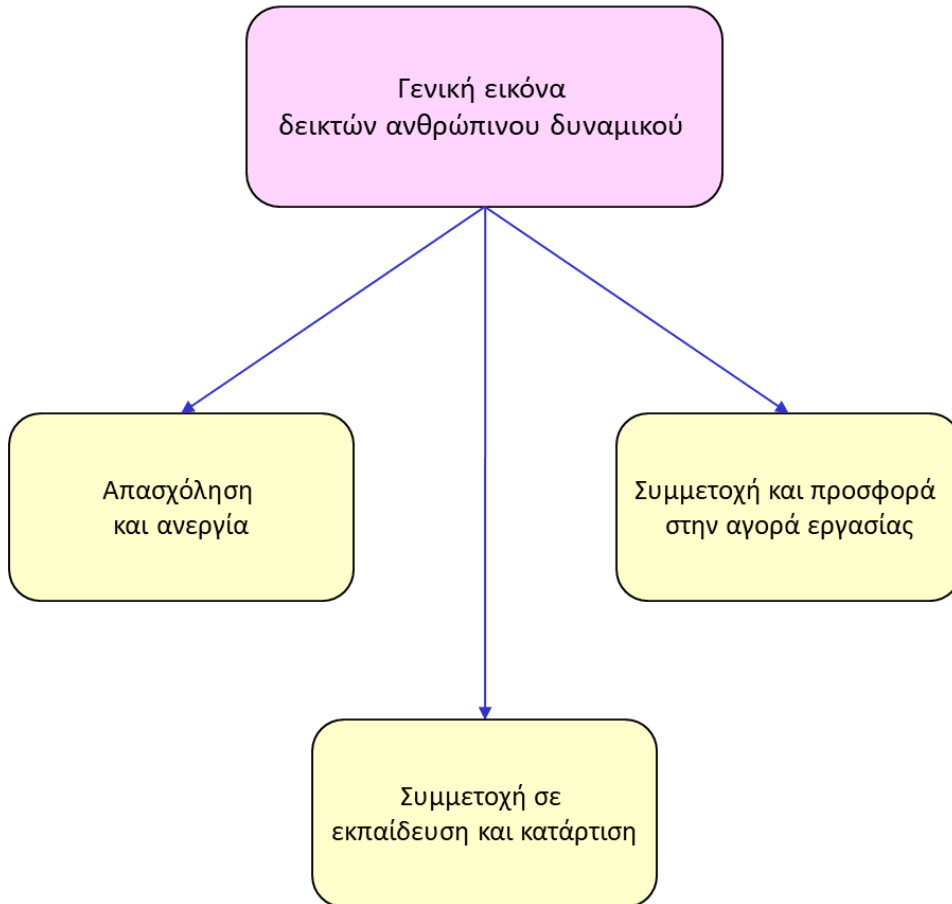 Γενική εικόνα
δεικτών ανθρώπινου δυναμικού
Απασχόληση
και ανεργία
Συμμετοχή και προσφορά
στην αγορά εργασίας
Συμμετοχή σε
εκπαίδευση και κατάρτιση